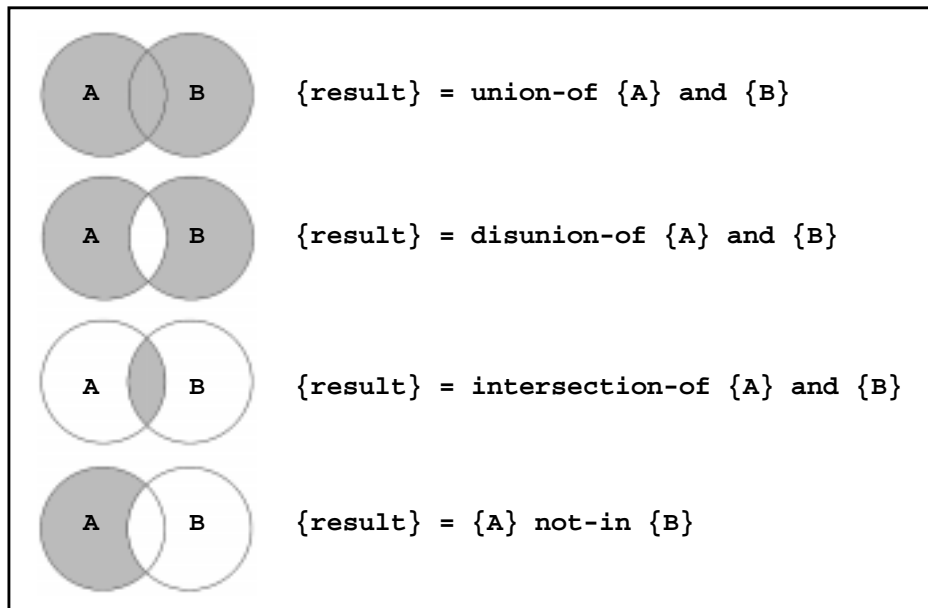 A B {result} = union-of {A} and {B}
A B {result} = disunion-of {A} and {B}
A B {result} = intersection-of {A} and {B}
A B {result} = {A} not-in {B}